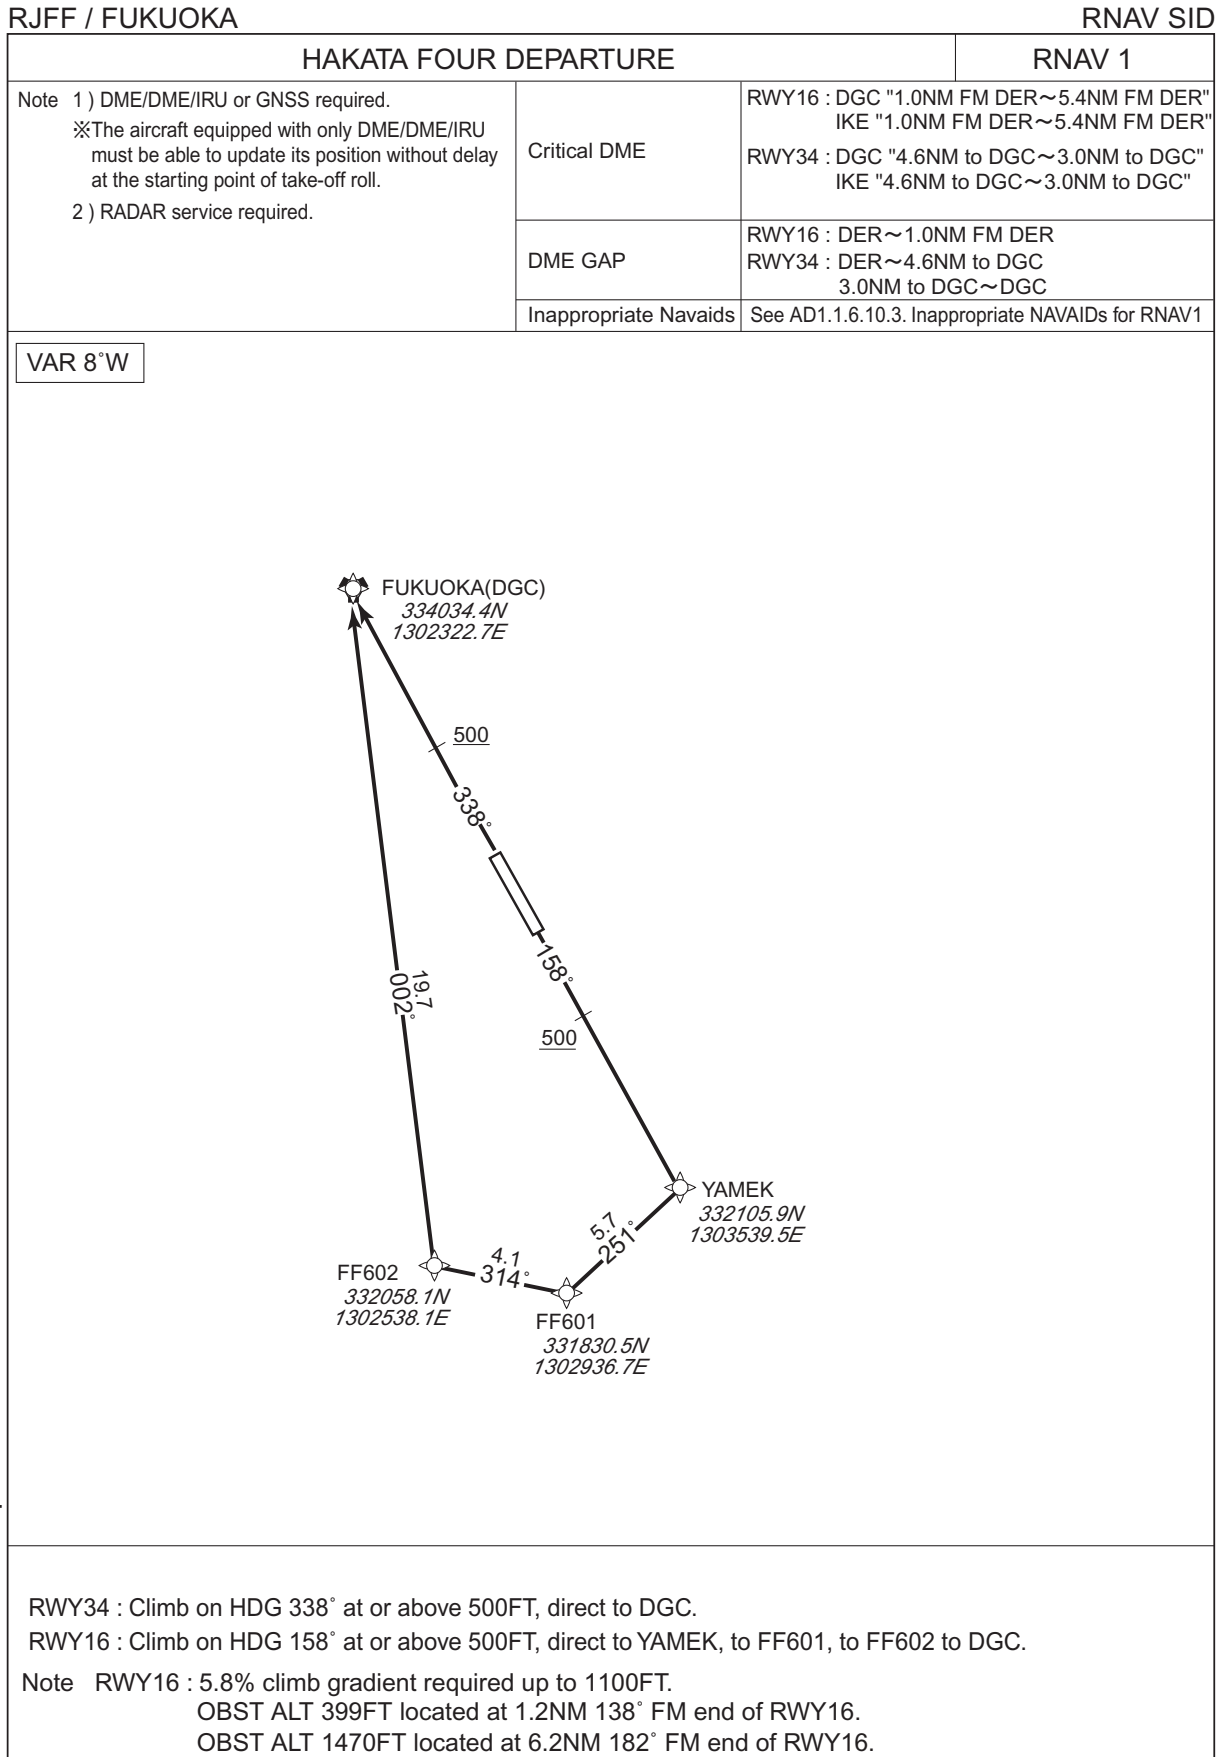 RJFF / FUKUOKA
RNAV SID
HAKATA FOUR DEPARTURE
RNAV 1
Note 1 ) DME/DME/IRU or GNSS required.
※The aircraft equipped with only DME/DME/IRU
must be able to update its position without delay
at the starting point of take-off roll.
2 ) RADAR service required.
Critical DME
RWY16 : DGC "1.0NM FM DER～5.4NM FM DER"
IKE "1.0NM FM DER～5.4NM FM DER"
RWY34 : DGC "4.6NM to DGC～3.0NM to DGC"
IKE "4.6NM to DGC～3.0NM to DGC"
DME GAP
RWY16 : DER～1.0NM FM DER
RWY34 : DER～4.6NM to DGC
3.0NM to DGC～DGC
Inappropriate Navaids
See AD1.1.6.10.3. Inappropriate NAVAIDs for RNAV1
VAR 8˚W
FUKUOKA(DGC)
334034.4N
1302322.7E
500
338˚
158˚
19.7
002˚
500
YAMEK
332105.9N
1303539.5E
5.7
251˚
4.1
314˚
FF602
332058.1N
1302538.1E
FF601
331830.5N
1302936.7E
RWY34 : Climb on HDG 338˚ at or above 500FT, direct to DGC.
RWY16 : Climb on HDG 158˚ at or above 500FT, direct to YAMEK, to FF601, to FF602 to DGC.
Note RWY16 : 5.8% climb gradient required up to 1100FT.
OBST ALT 399FT located at 1.2NM 138˚ FM end of RWY16.
OBST ALT 1470FT located at 6.2NM 182˚ FM end of RWY16.